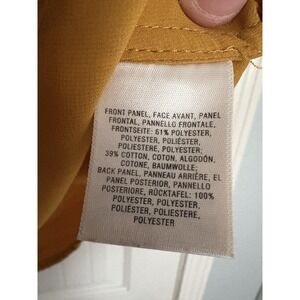 FRONT PANEL, FACE AVANT, PANEL
FRONTAL, PANNELLO FRONTALE,
FRONTSEITE: 61% POLYESTER,
POLYESTER, POLIÉSTER,
POLIESTERE, POLYESTER;
39% COTTON, COTON, ALGODÓN,
COTONE, BAUMWOLLE;
BACK PANEL, PANNEAU ARRIÈRE, EL
PANEL POSTERIOR, PANNELLO
POSTERIORE, RÜCKTAFEL: 100%
POLYESTER, POLYESTER,
POLIÉSTER, POLIESTERE,
POLYESTER